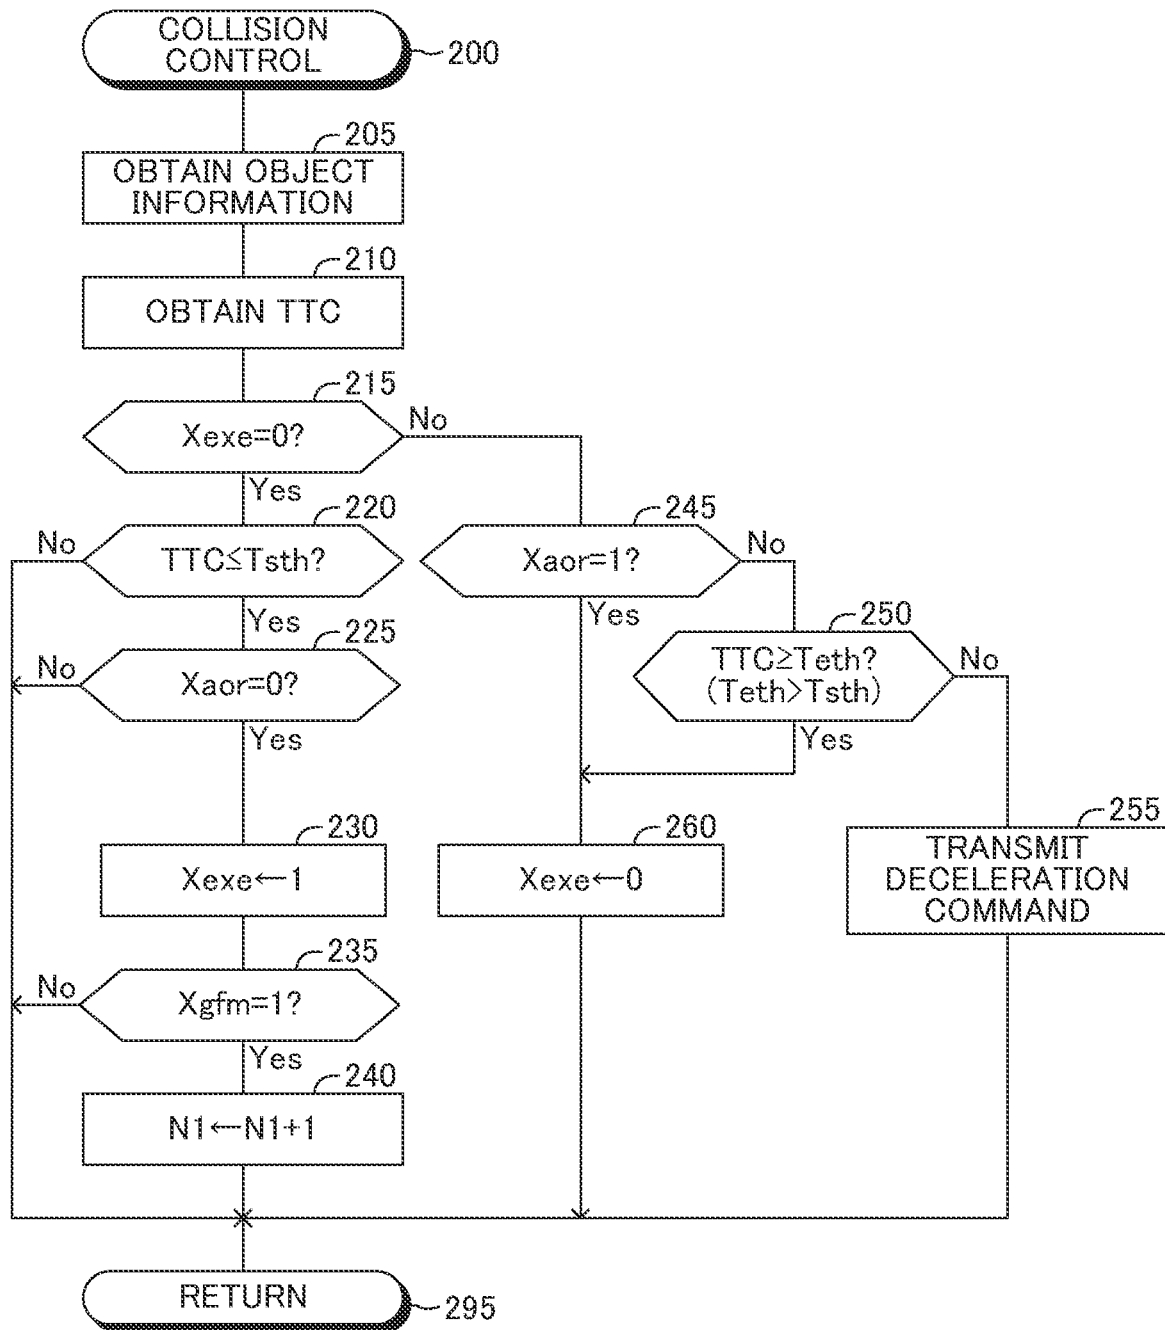 COLLISION
CONTROL
200
205
OBTAIN OBJECT
INFORMATION
210
OBTAIN TTC
215
Xexe=0?
No
Yes
220
No
TTC≤Tsth?
Yes
245
Xaor=1?
No
Yes
225
No
Xaor=0?
Yes
250
TTC≥Teth?
(Teth>Tsth)
No
Yes
230
Xexe←1
260
Xexe←0
255
TRANSMIT
DECELERATION
COMMAND
235
No
Xgfm=1?
Yes
240
N1←N1+1
RETURN
295